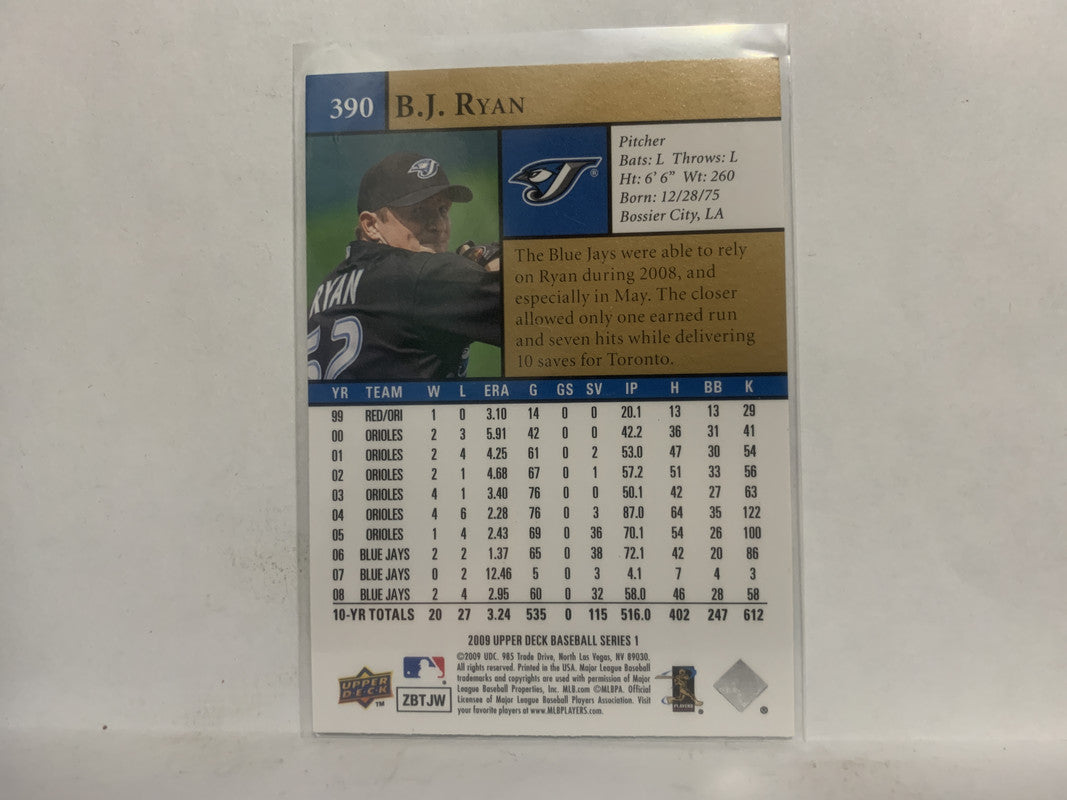 390 B.J. RYAN
Pitcher
Bats: L Throws: L
Ht: 6' 6" Wt: 260
Born: 12/28/75
Bossier City, LA
J ®
RYAN
52
The Blue Jays were able to rely
on Ryan during 2008, and
especially in May. The closer
allowed only one earned run
and seven hits while delivering
10 saves for Toronto.
YR TEAM W L ERA G GS SV IP H BB K
99 RED/ORI 1 0 3.10 14 0 0 20.1 13 13 29
00 ORIOLES 2 3 5.91 42 0 0 42.2 36 31 41
01 ORIOLES 2 4 4.25 61 0 2 53.0 47 30 54
02 ORIOLES 2 1 4.68 67 0 1 57.2 51 33 56
03 ORIOLES 4 1 3.40 76 0 0 50.1 42 27 63
04 ORIOLES 4 6 2.28 76 0 3 87.0 64 35 122
05 ORIOLES 1 4 2.43 69 0 36 70.1 54 26 100
06 BLUE JAYS 2 2 1.37 65 0 38 72.1 42 20 86
07 BLUE JAYS 0 2 12.46 5 0 3 4.1 7 4 3
08 BLUE JAYS 2 4 2.95 60 0 32 58.0 46 28 58
10-YR TOTALS 20 27 3.24 535 0 115 516.0 402 247 612
2009 UPPER DECK BASEBALL SERIES 1
©2009 UDC. 985 Trade Drive, North Las Vegas, NV 89030.
All rights reserved. Printed in the USA. Major League Baseball
trademarks and copyrights are used with permission of Major
League Baseball Properties, Inc. MLB.com ©MLBPA. Official
Licensee of Major League Baseball Players Association. Visit
your favorite players at www.MLBPLAYERS.com.
UPPER
DECK
TM
ZBTJW
PLAYERS
®
®